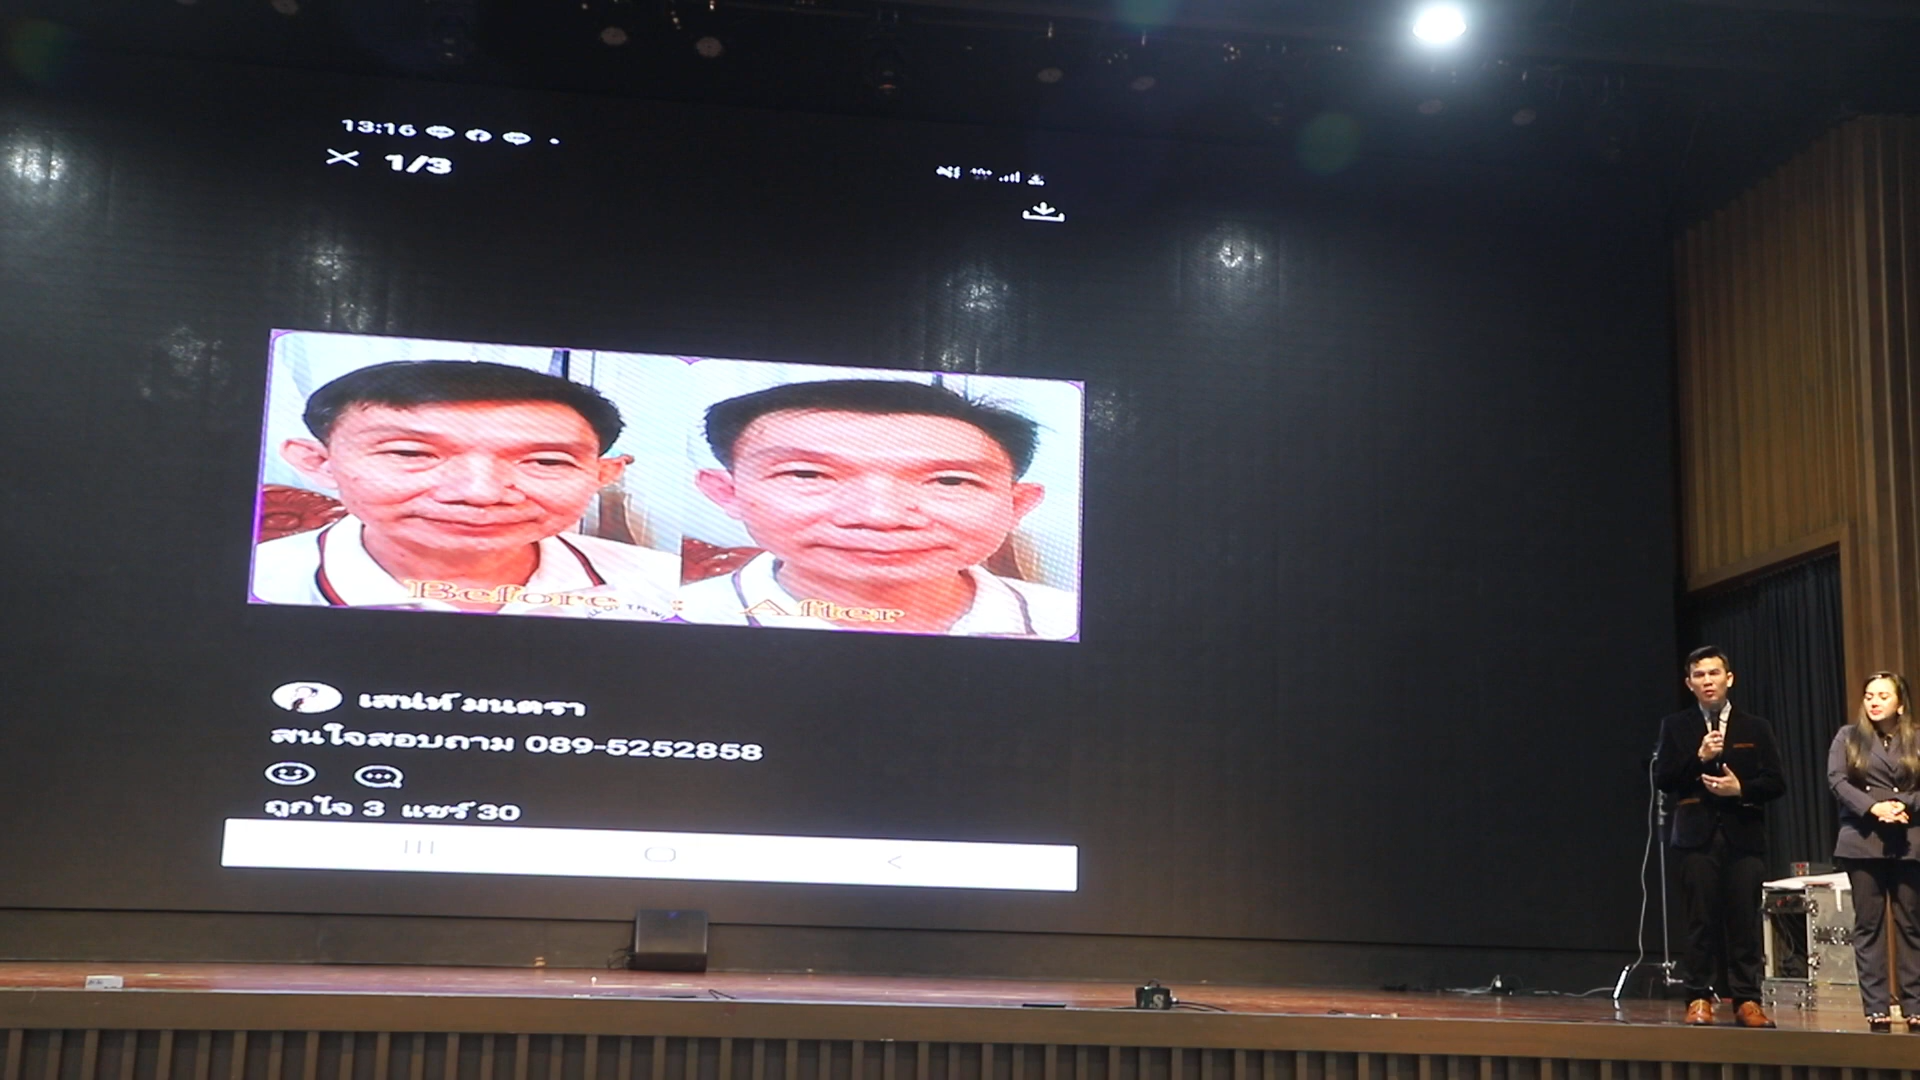 13:16
1/3
Before : After
เสน่ห์ มนตรา
สนใจสอบถาม 089-5252858
ถูกใจ 3 แชร์ 30